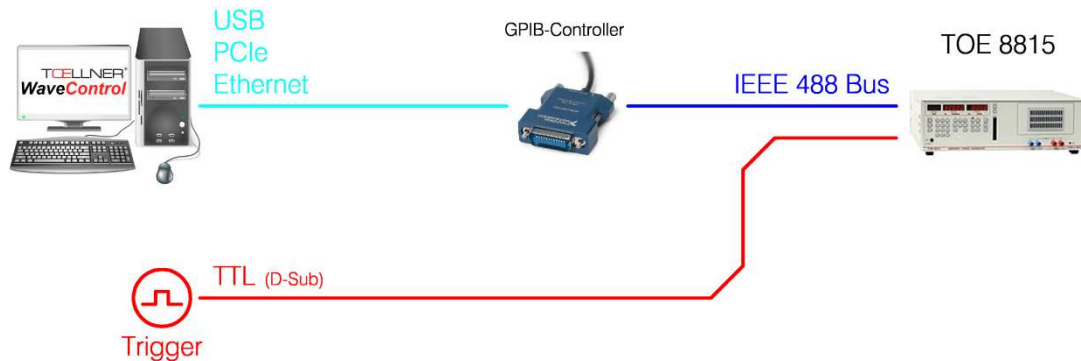 USB
PCIe
Ethernet
GPIB-Controller
TOE 8815
TOELLNER®
WaveControl
IEEE 488 Bus
TTL (D-Sub)
Trigger